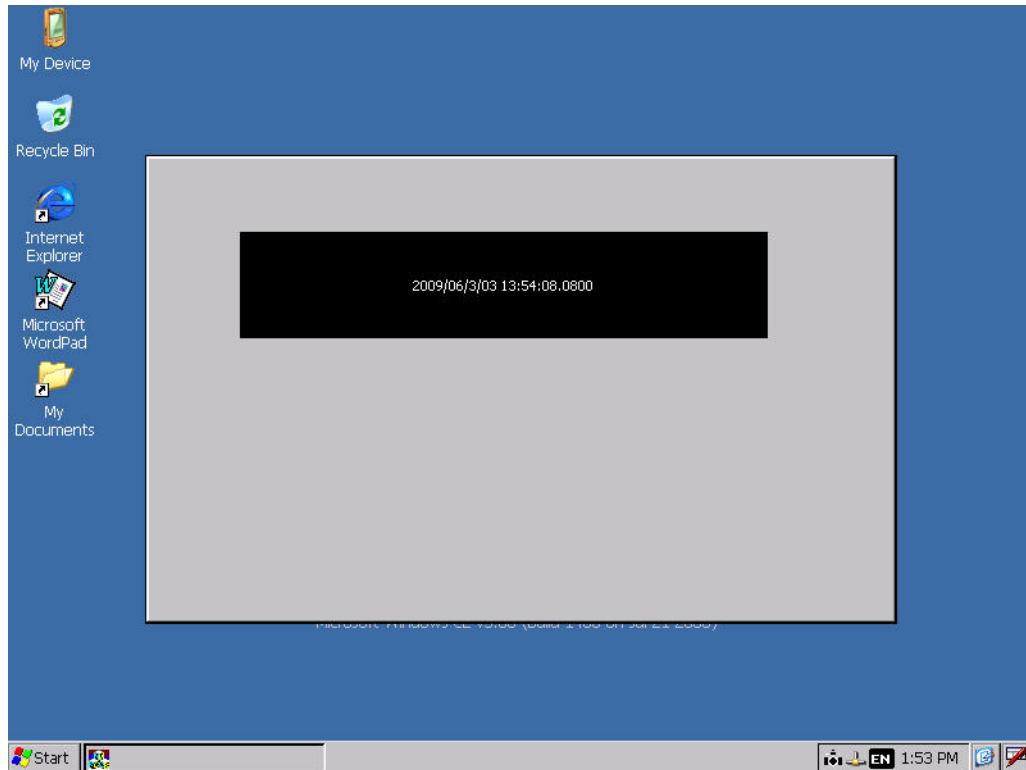 My Device
Recycle Bin
Internet
Explorer
Microsoft
WordPad
My
Documents
2009/06/3/03 13:54:08.0800
Start
EN
1:53 PM